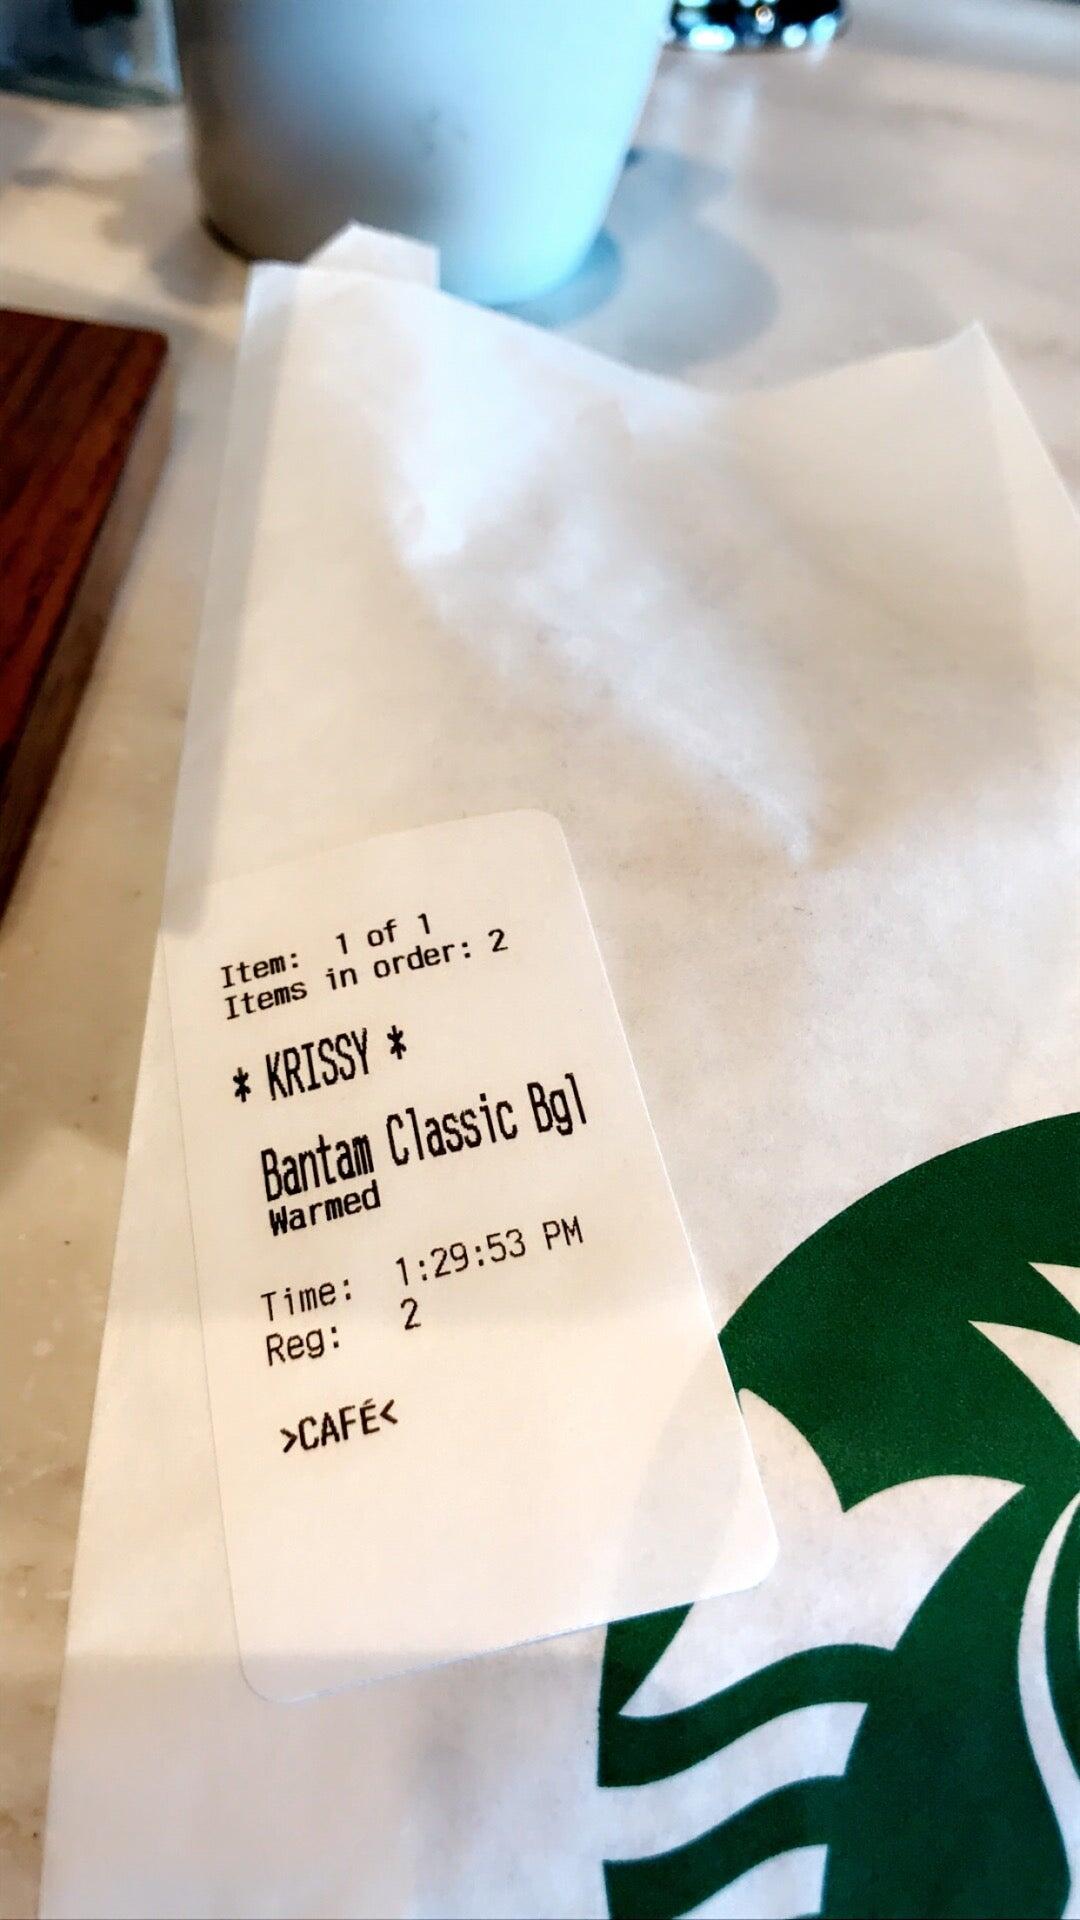 Item: 1 of 1
Items in order: 2
* KRISSY *
Bantam Classic Bgl
Warmed
Time: 1:29:53 PM
Reg: 2
>CAFÉ<